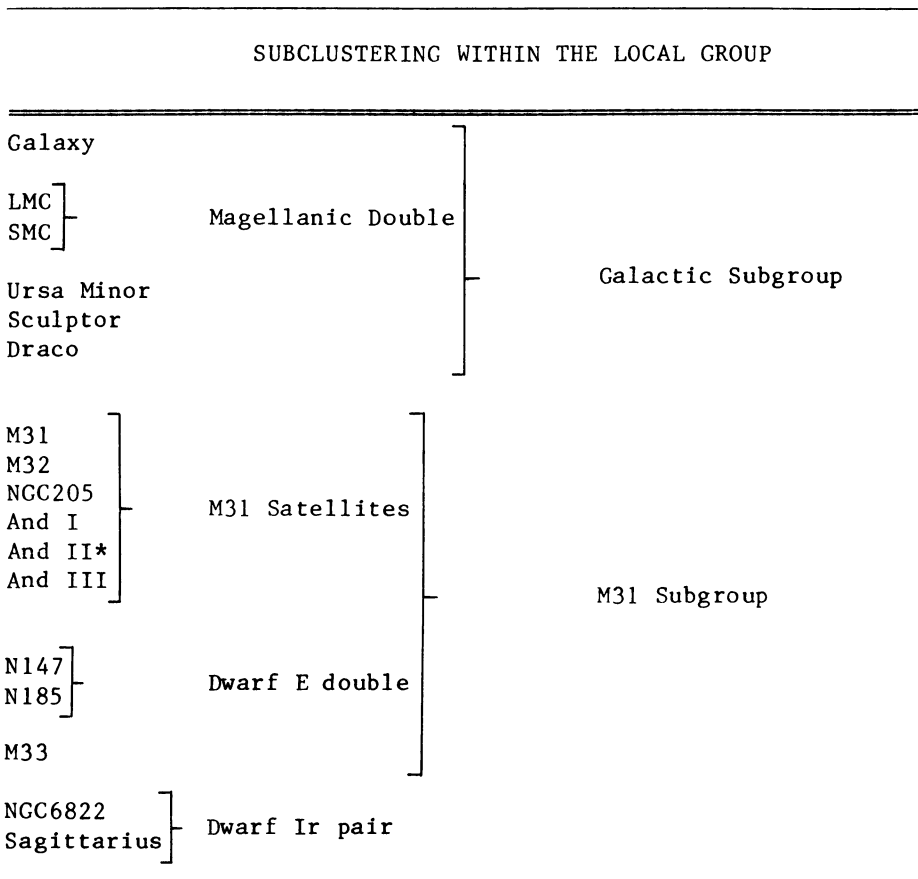 SUBCLUSTERING WITHIN THE LOCAL GROUP
Galaxy
LMC
SMC
Magellanic Double
Ursa Minor
Sculptor
Draco
Galactic Subgroup
M31
M32
NGC205
And I
And II*
And III
M31 Satellites
N147
N185
Dwarf E double
M33
M31 Subgroup
NGC6822
Sagittarius
Dwarf Ir pair